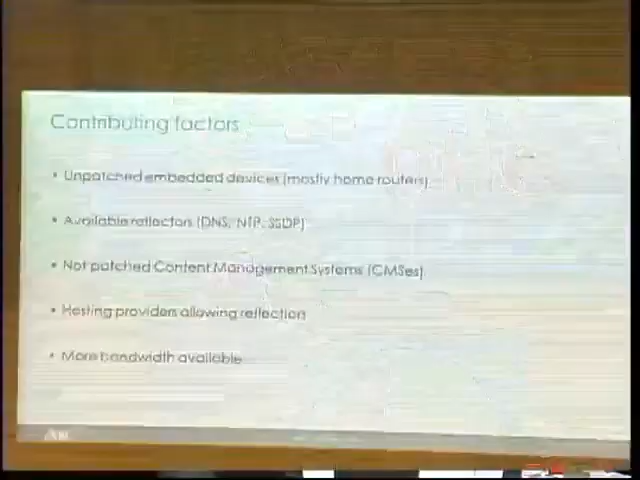 Contributing factors
• Unpatched embedded devices (mostly home routers)
• Available reflectors (DNS, NTP, SSDP)
• Not patched Content Management Systems (CMSes)
• Hosting providers allowing reflection
• More bandwidth available